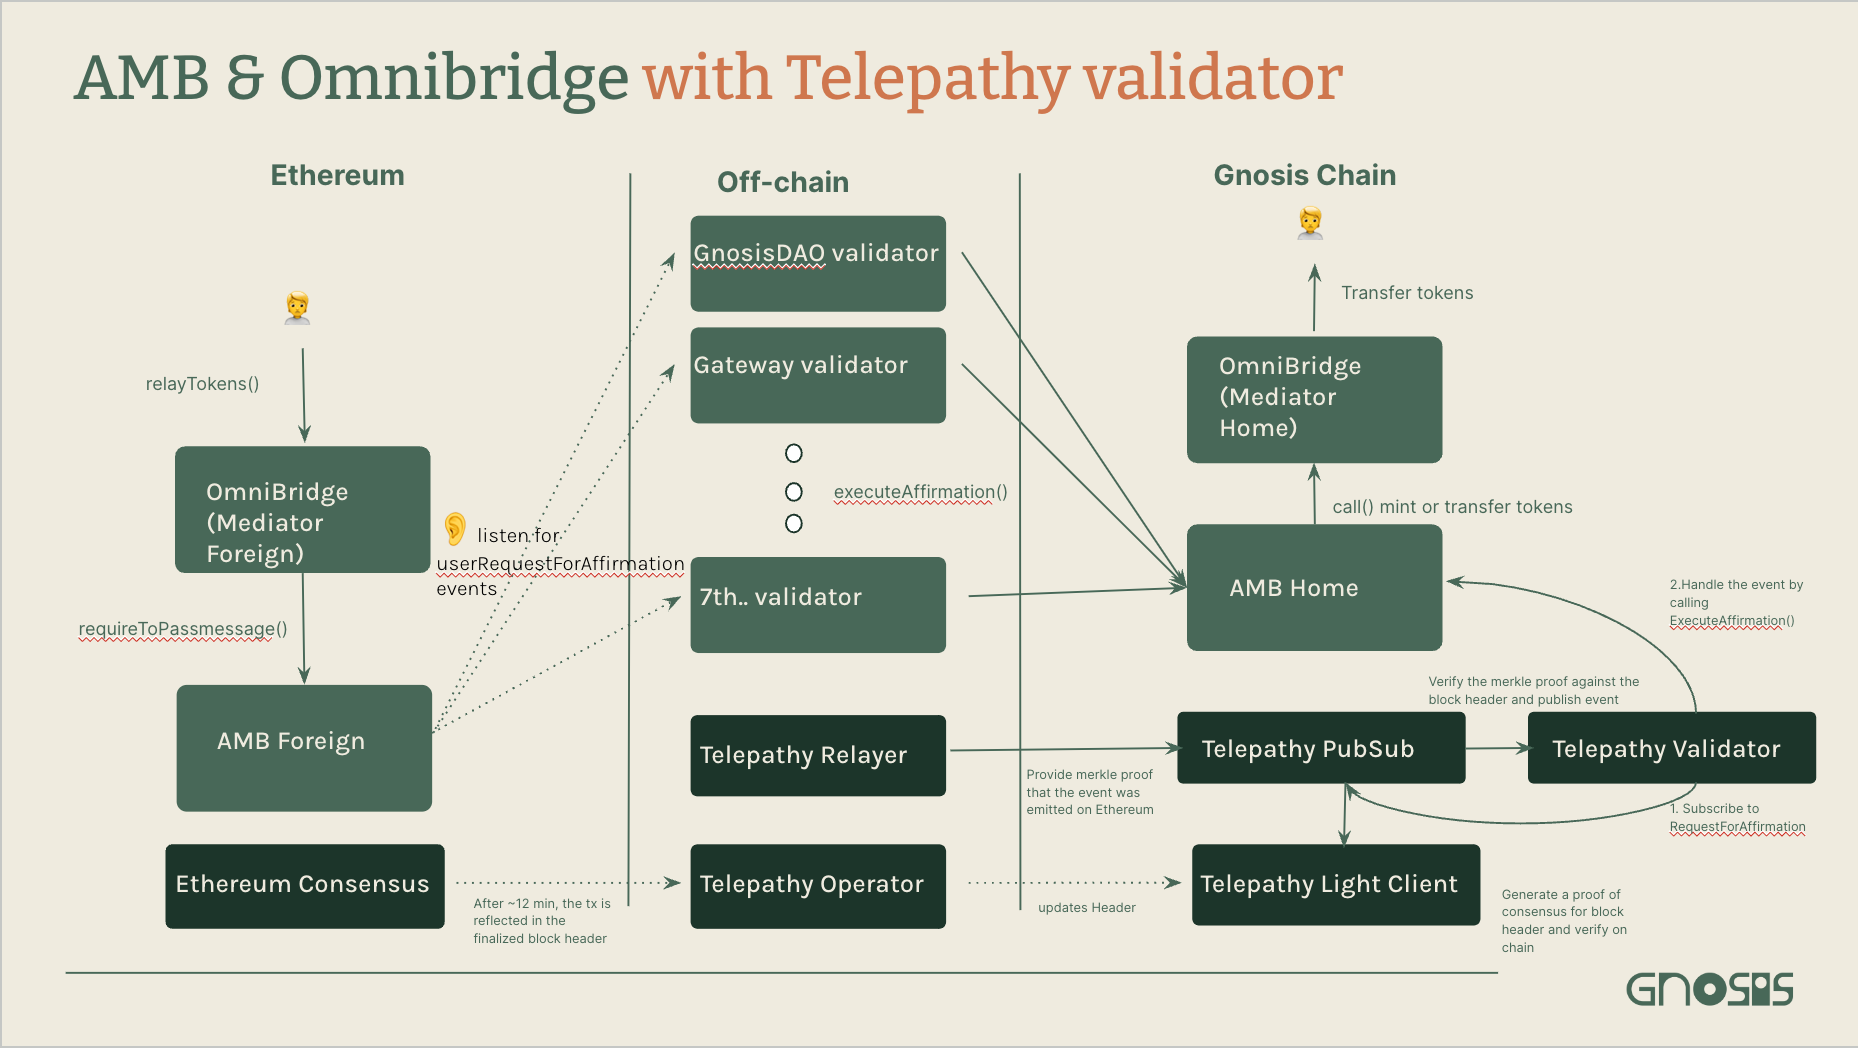 AMB & Omnibridge with Telepathy validator
Ethereum
Off-chain
Gnosis Chain
relayTokens()
OmniBridge
(Mediator
Foreign)
listen for
userRequestForAffirmation
events
requireToPassmessage()
AMB Foreign
Ethereum Consensus
After ~12 min, the tx is
reflected in the
finalized block header
GnosisDAO validator
Gateway validator
executeAffirmation()
7th.. validator
Telepathy Relayer
Telepathy Operator
Provide merkle proof
that the event was
emitted on Ethereum
updates Header
Transfer tokens
OmniBridge
(Mediator
Home)
call() mint or transfer tokens
AMB Home
2.Handle the event by
calling
ExecuteAffirmation()
Verify the merkle proof against the
block header and publish event
Telepathy PubSub
Telepathy Validator
1. Subscribe to
RequestForAffirmation
Telepathy Light Client
Generate a proof of
consensus for block
header and verify on
chain
GNOSIS